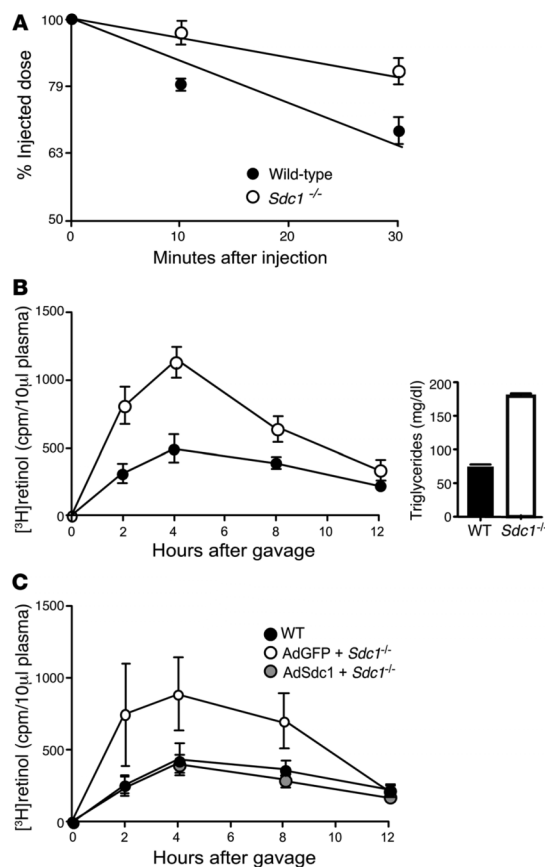 A
% Injected dose
100
79
63
50
Wild-type
Sdc1 -/-
0
10
20
30
Minutes after injection
B
[³H]retinol (cpm/10µl plasma)
1500
1000
500
0
0
2
4
6
8
10
12
Hours after gavage
Triglycerides (mg/dl)
200
150
100
50
0
WT Sdc1-/-
C
[³H]retinol (cpm/10µl plasma)
1500
1000
500
0
WT
AdGFP + Sdc1-/-
AdSdc1 + Sdc1-/-
0
2
4
6
8
10
12
Hours after gavage